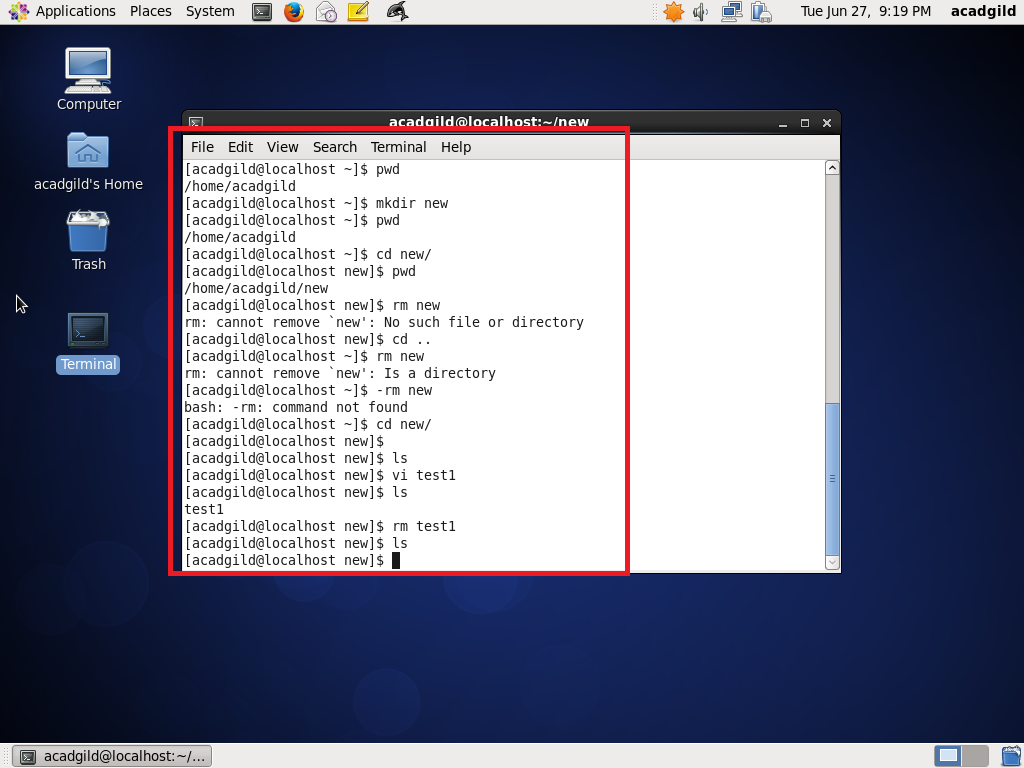 Applications Places System Tue Jun 27, 9:19 PM acadgild
Computer
acadgild's Home
Trash
Terminal
acadgild@localhost:~/new
File Edit View Search Terminal Help
[acadgild@localhost ~]$ pwd
/home/acadgild
[acadgild@localhost ~]$ mkdir new
[acadgild@localhost ~]$ pwd
/home/acadgild
[acadgild@localhost ~]$ cd new/
[acadgild@localhost new]$ pwd
/home/acadgild/new
[acadgild@localhost new]$ rm new
rm: cannot remove `new': No such file or directory
[acadgild@localhost new]$ cd ..
[acadgild@localhost ~]$ rm new
rm: cannot remove `new': Is a directory
[acadgild@localhost ~]$ -rm new
bash: -rm: command not found
[acadgild@localhost ~]$ cd new/
[acadgild@localhost new]$
[acadgild@localhost new]$ ls
[acadgild@localhost new]$ vi test1
[acadgild@localhost new]$ ls
test1
[acadgild@localhost new]$ rm test1
[acadgild@localhost new]$ ls
[acadgild@localhost new]$
acadgild@localhost:~/...